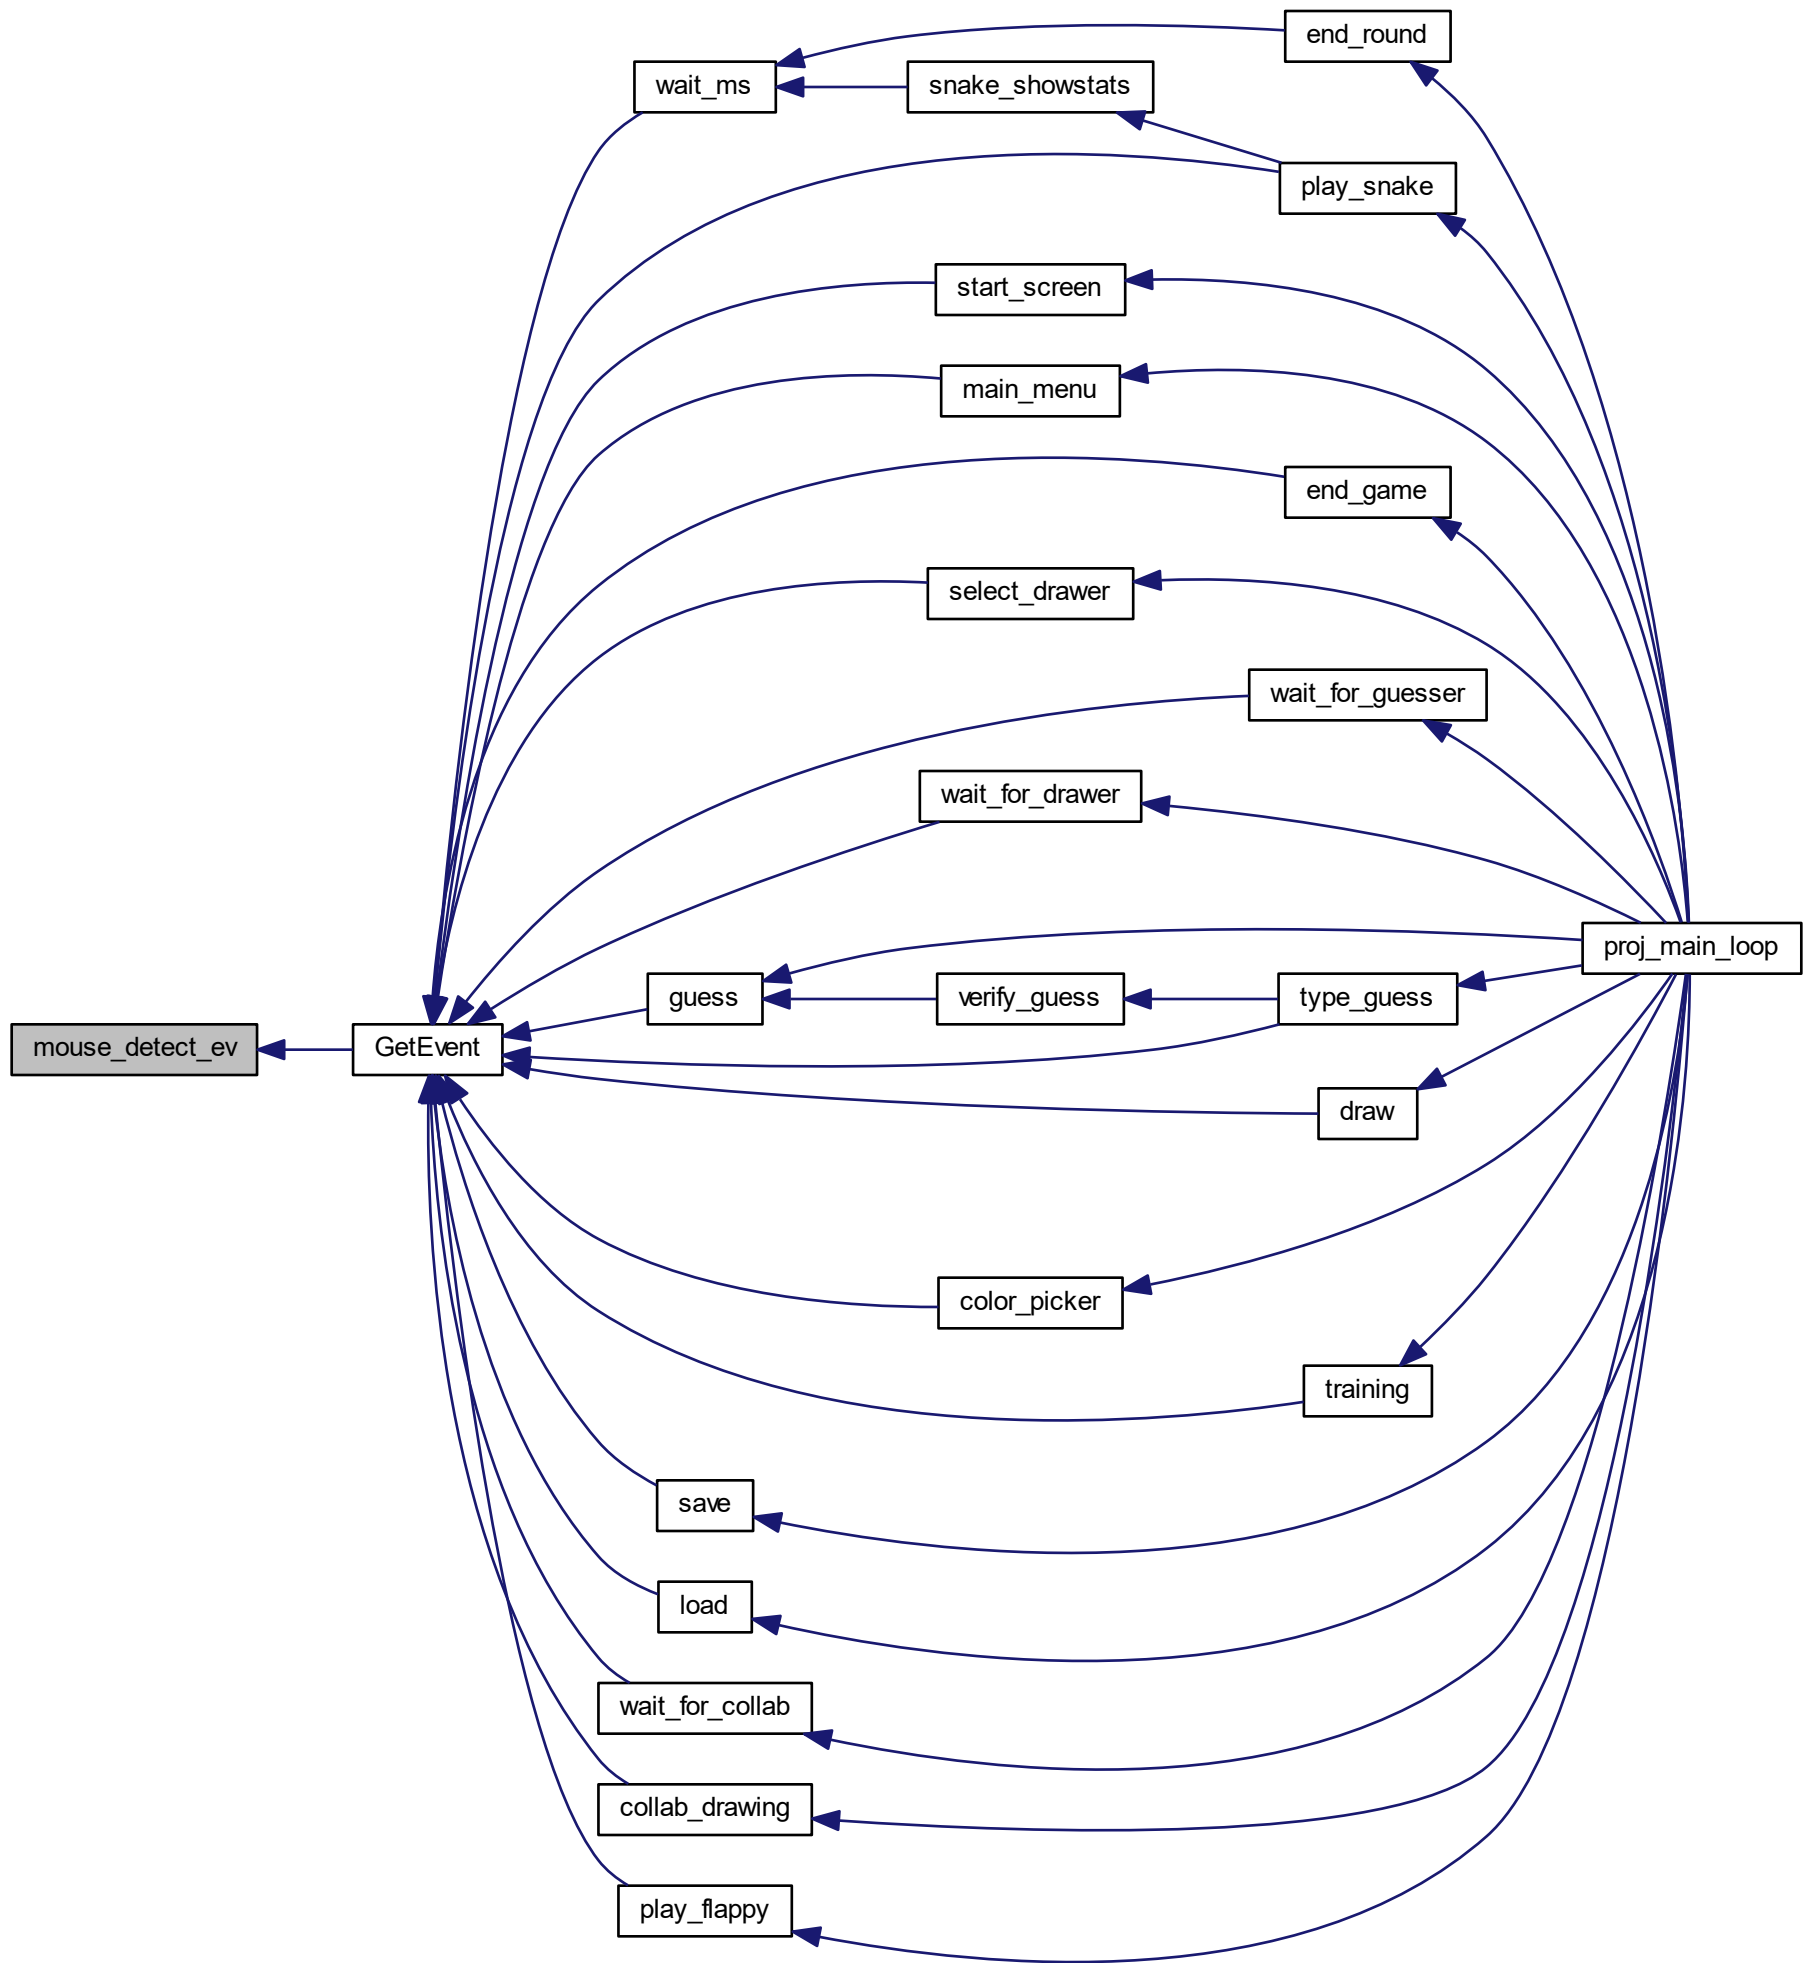 end_round
wait_ms
snake_showstats
play_snake
start_screen
main_menu
end_game
select_drawer
wait_for_guesser
wait_for_drawer
proj_main_loop
guess
verify_guess
type_guess
mouse_detect_ev
GetEvent
draw
color_picker
training
save
load
wait_for_collab
collab_drawing
play_flappy